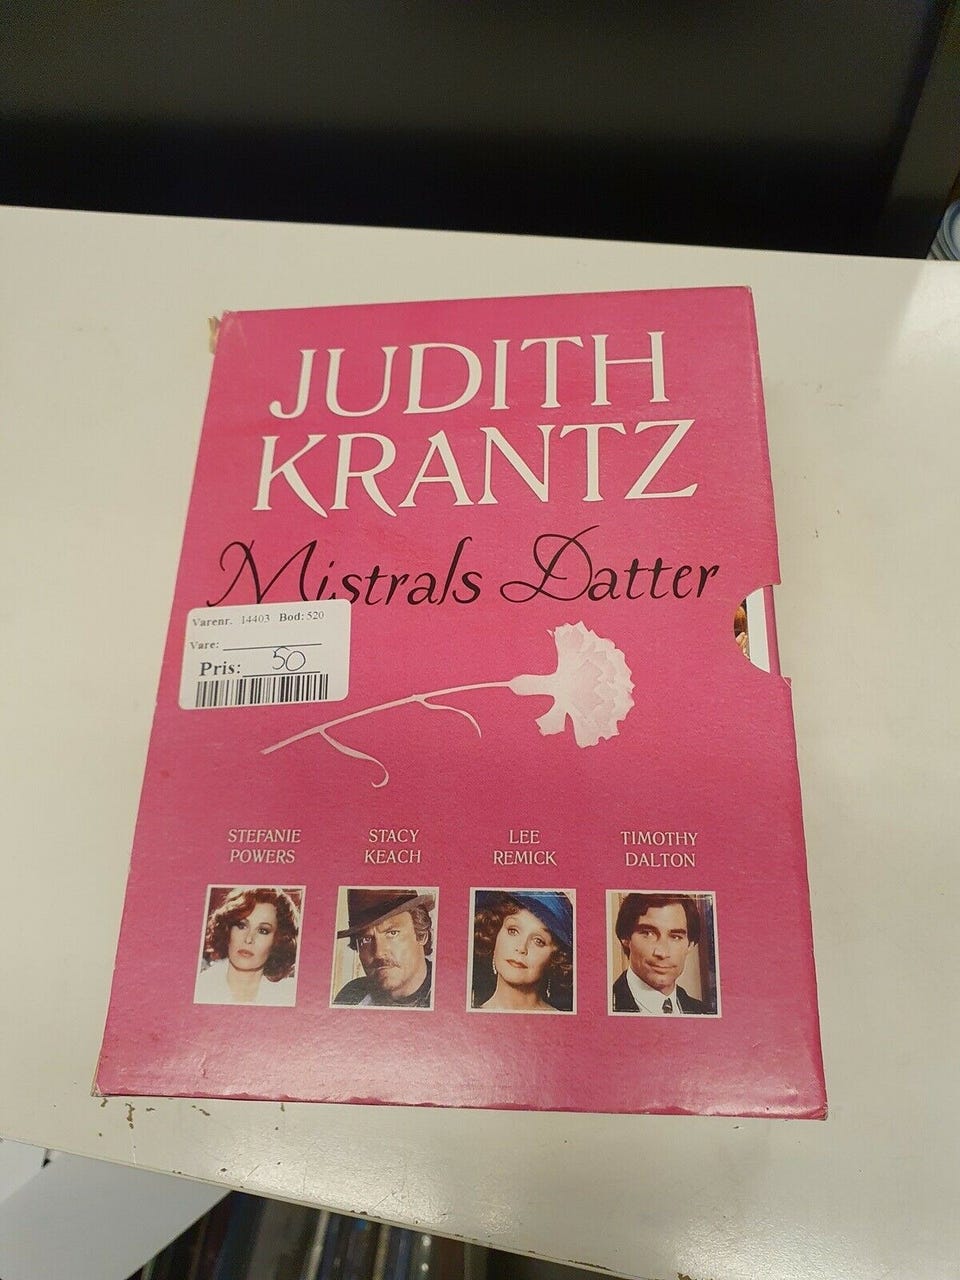 JUDITH
KRANTZ
Mistrals Datter
Varenr. 14403 Bod: 520
Vare:
Pris: 50
STEFANIE
POWERS
STACY
KEACH
LEE
REMICK
TIMOTHY
DALTON